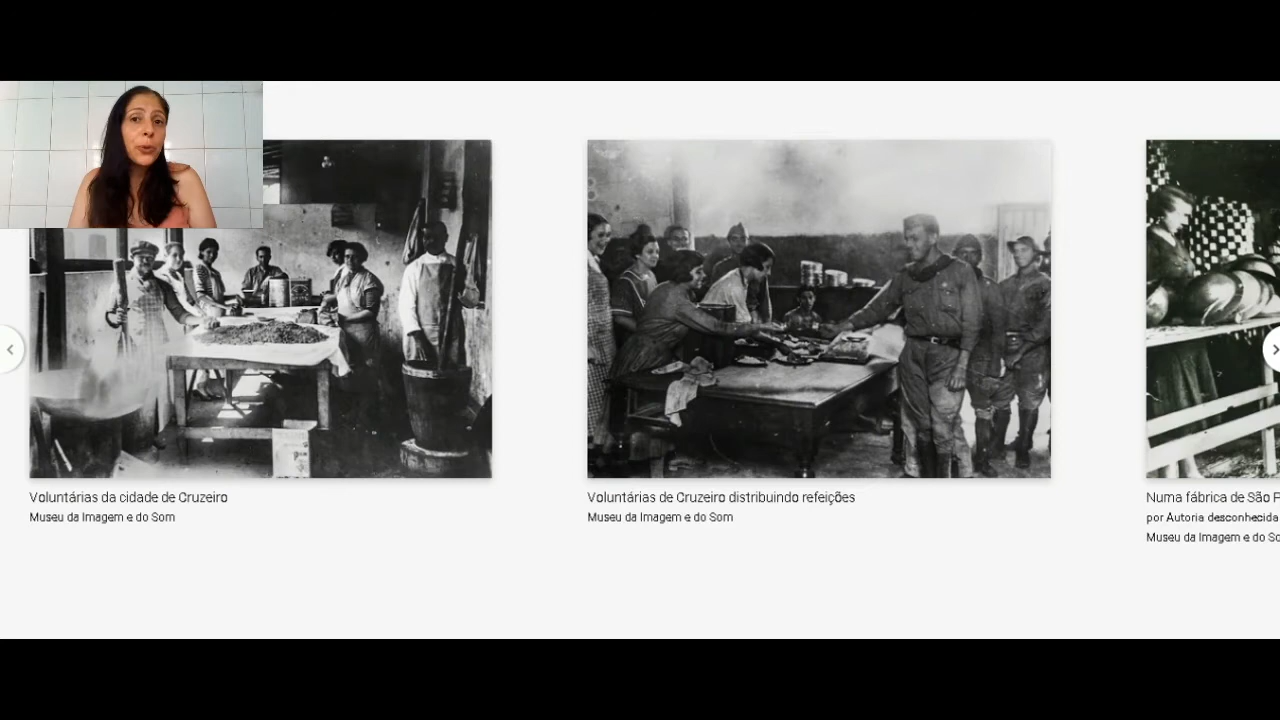 Voluntárias da cidade de Cruzeiro
Museu da Imagem e do Som
Voluntárias de Cruzeiro distribuindo refeições
Museu da Imagem e do Som
Numa fábrica de São
por Autoria desconhecida
Museu da Imagem e do